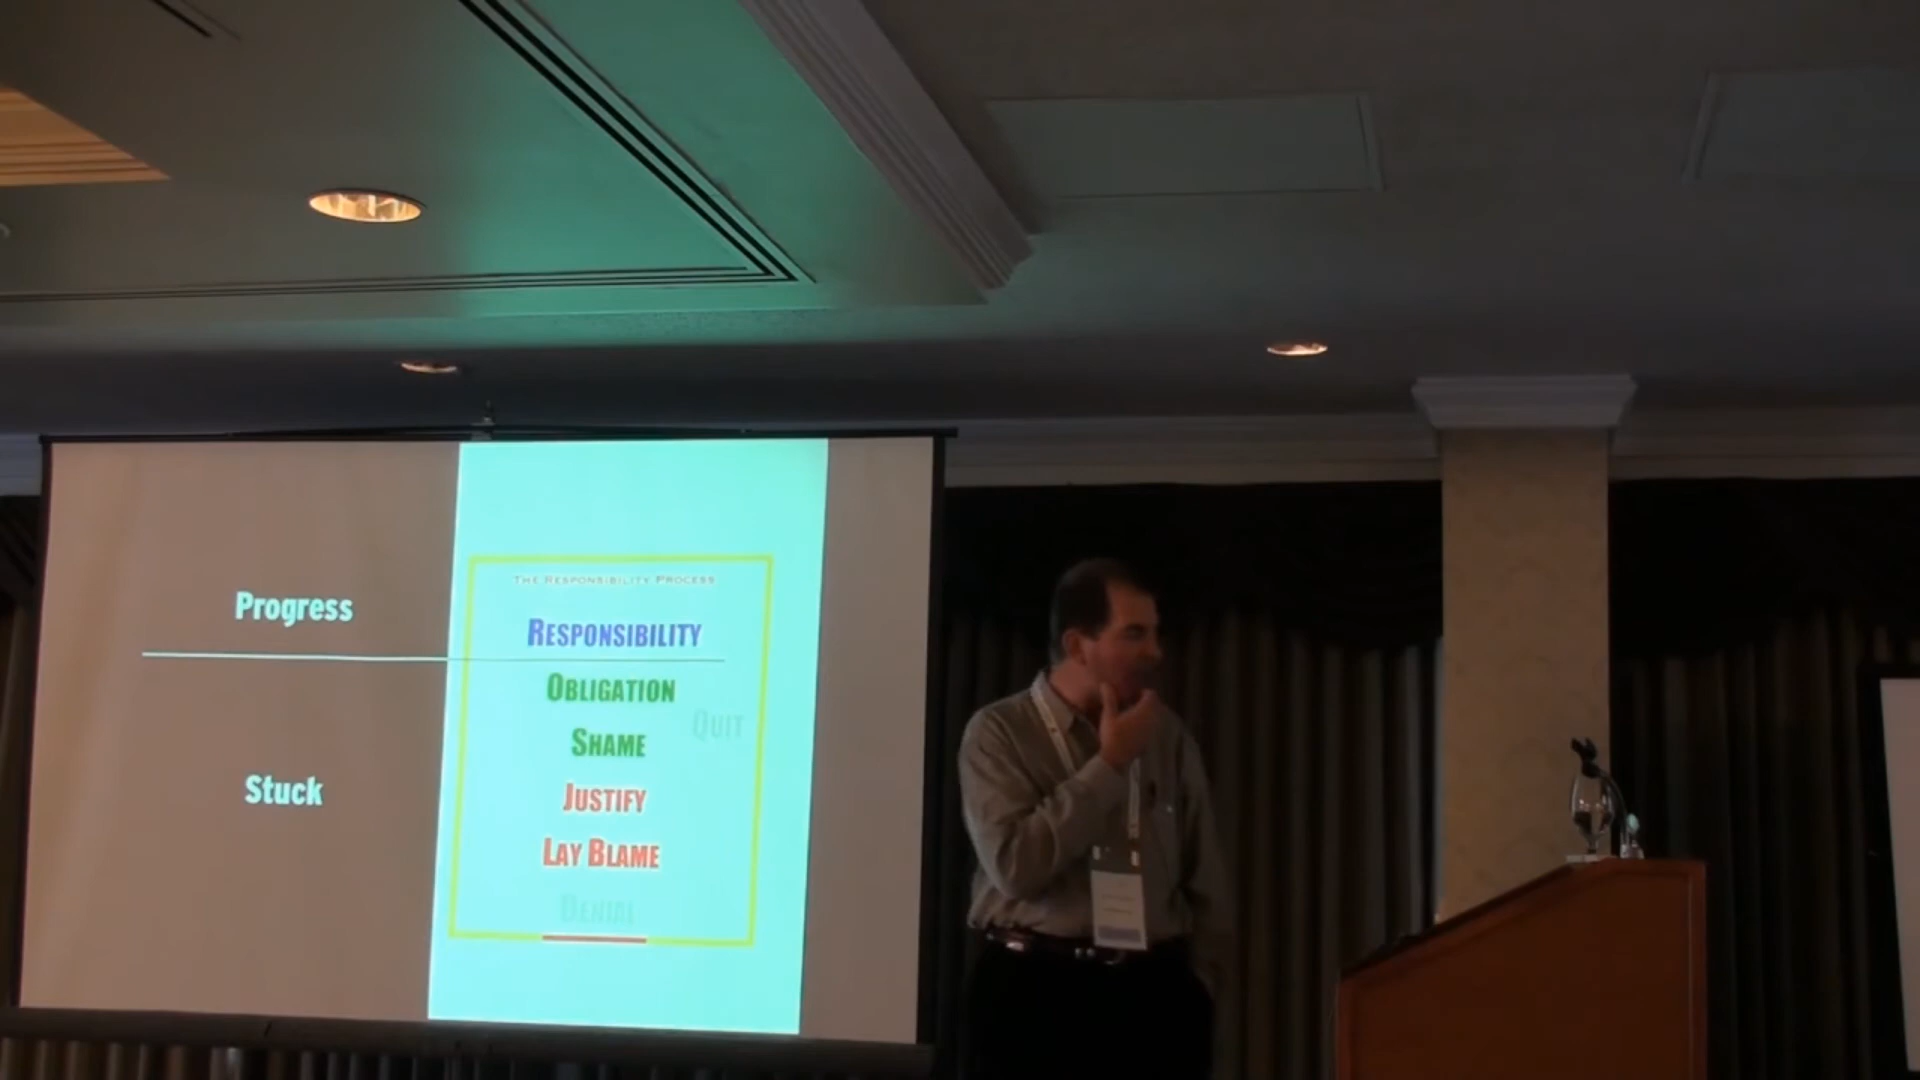 Progress
Stuck
THE RESPONSIBILITY PROCESS
RESPONSIBILITY
OBLIGATION
QUIT
SHAME
JUSTIFY
LAY BLAME
DENIAL